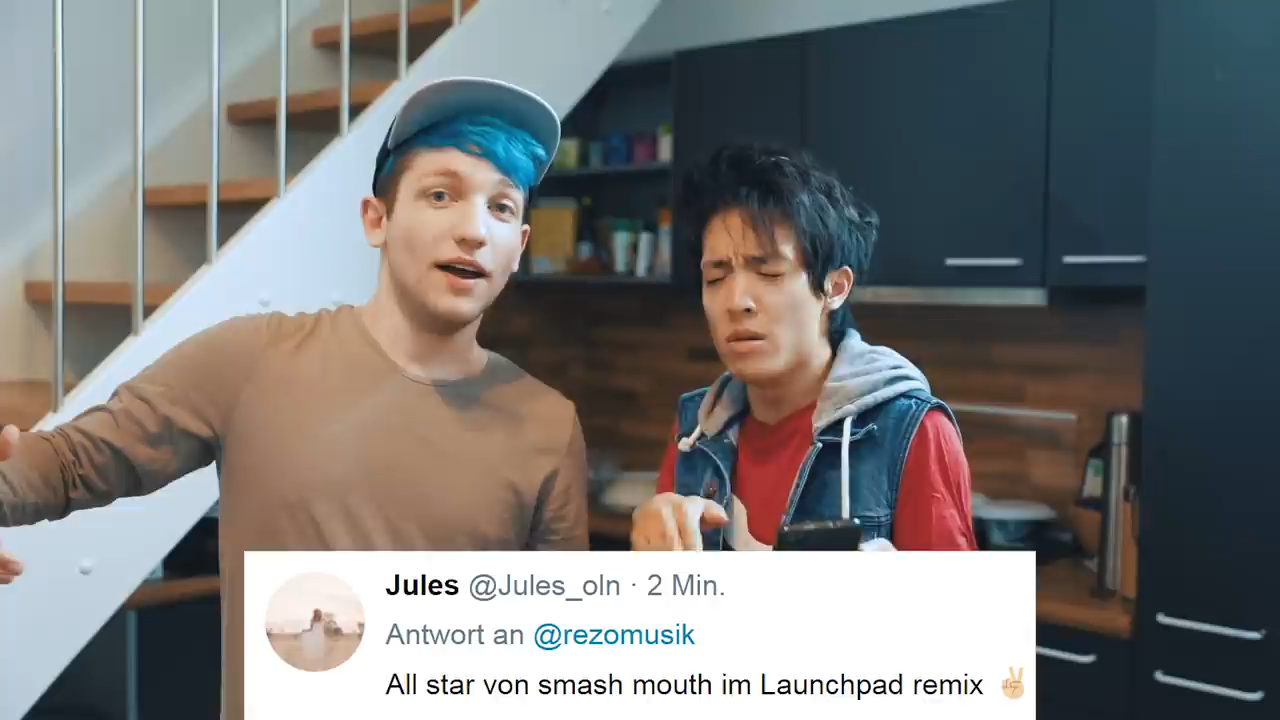 Jules @Jules_oln · 2 Min.
Antwort an @rezomusik
All star von smash mouth im Launchpad remix ✌🏼